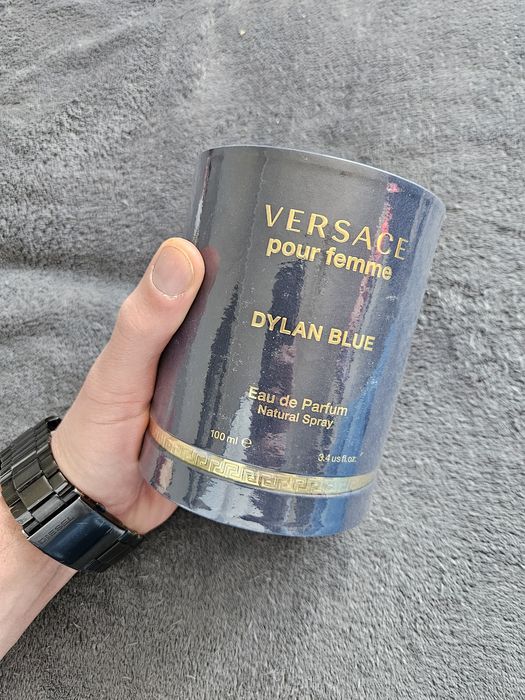 VERSACE
pour femme
DYLAN BLUE
Eau de Parfum
Natural Spray
100 ml ℮
3.4 us fl.oz.